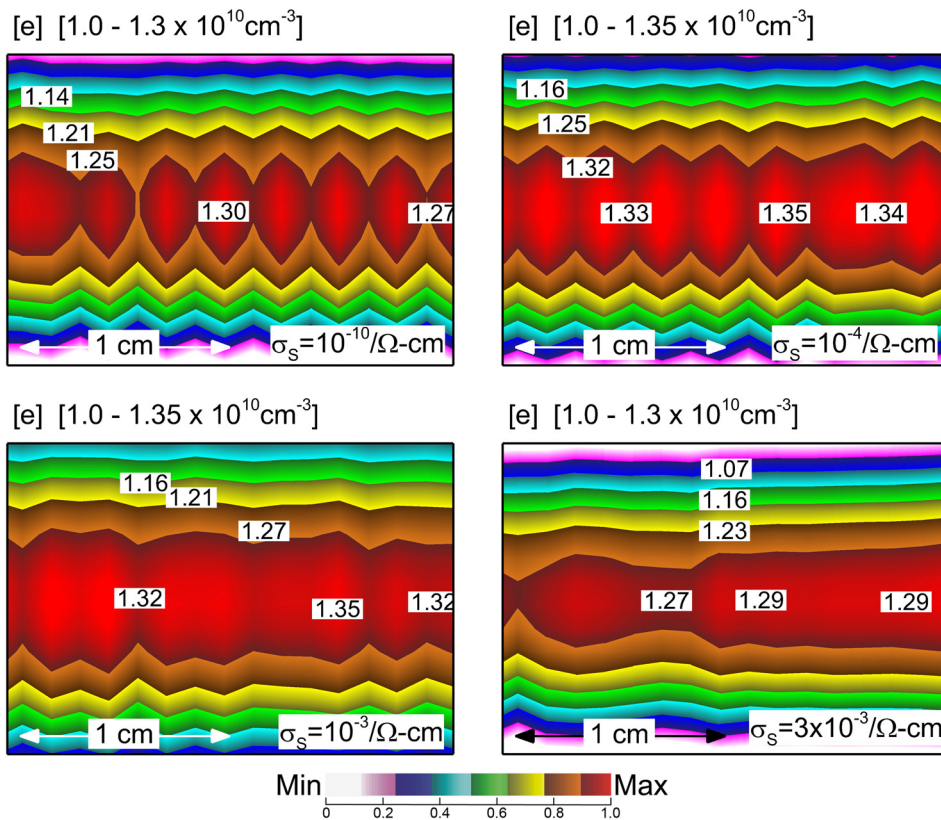 [e] [1.0 - 1.3 x 10¹⁰cm⁻³]
1.14
1.21
1.25
1.30
1.27
1 cm
σS=10⁻¹⁰/Ω-cm
[e] [1.0 - 1.35 x 10¹⁰cm⁻³]
1.16
1.25
1.32
1.33
1.35
1.34
1 cm
σS=10⁻⁴/Ω-cm
[e] [1.0 - 1.35 x 10¹⁰cm⁻³]
1.16
1.21
1.27
1.32
1.35
1.32
1 cm
σS=10⁻³/Ω-cm
[e] [1.0 - 1.3 x 10¹⁰cm⁻³]
1.07
1.16
1.23
1.27
1.29
1.29
1 cm
σS=3x10⁻³/Ω-cm
Min Max
0 0.2 0.4 0.6 0.8 1.0